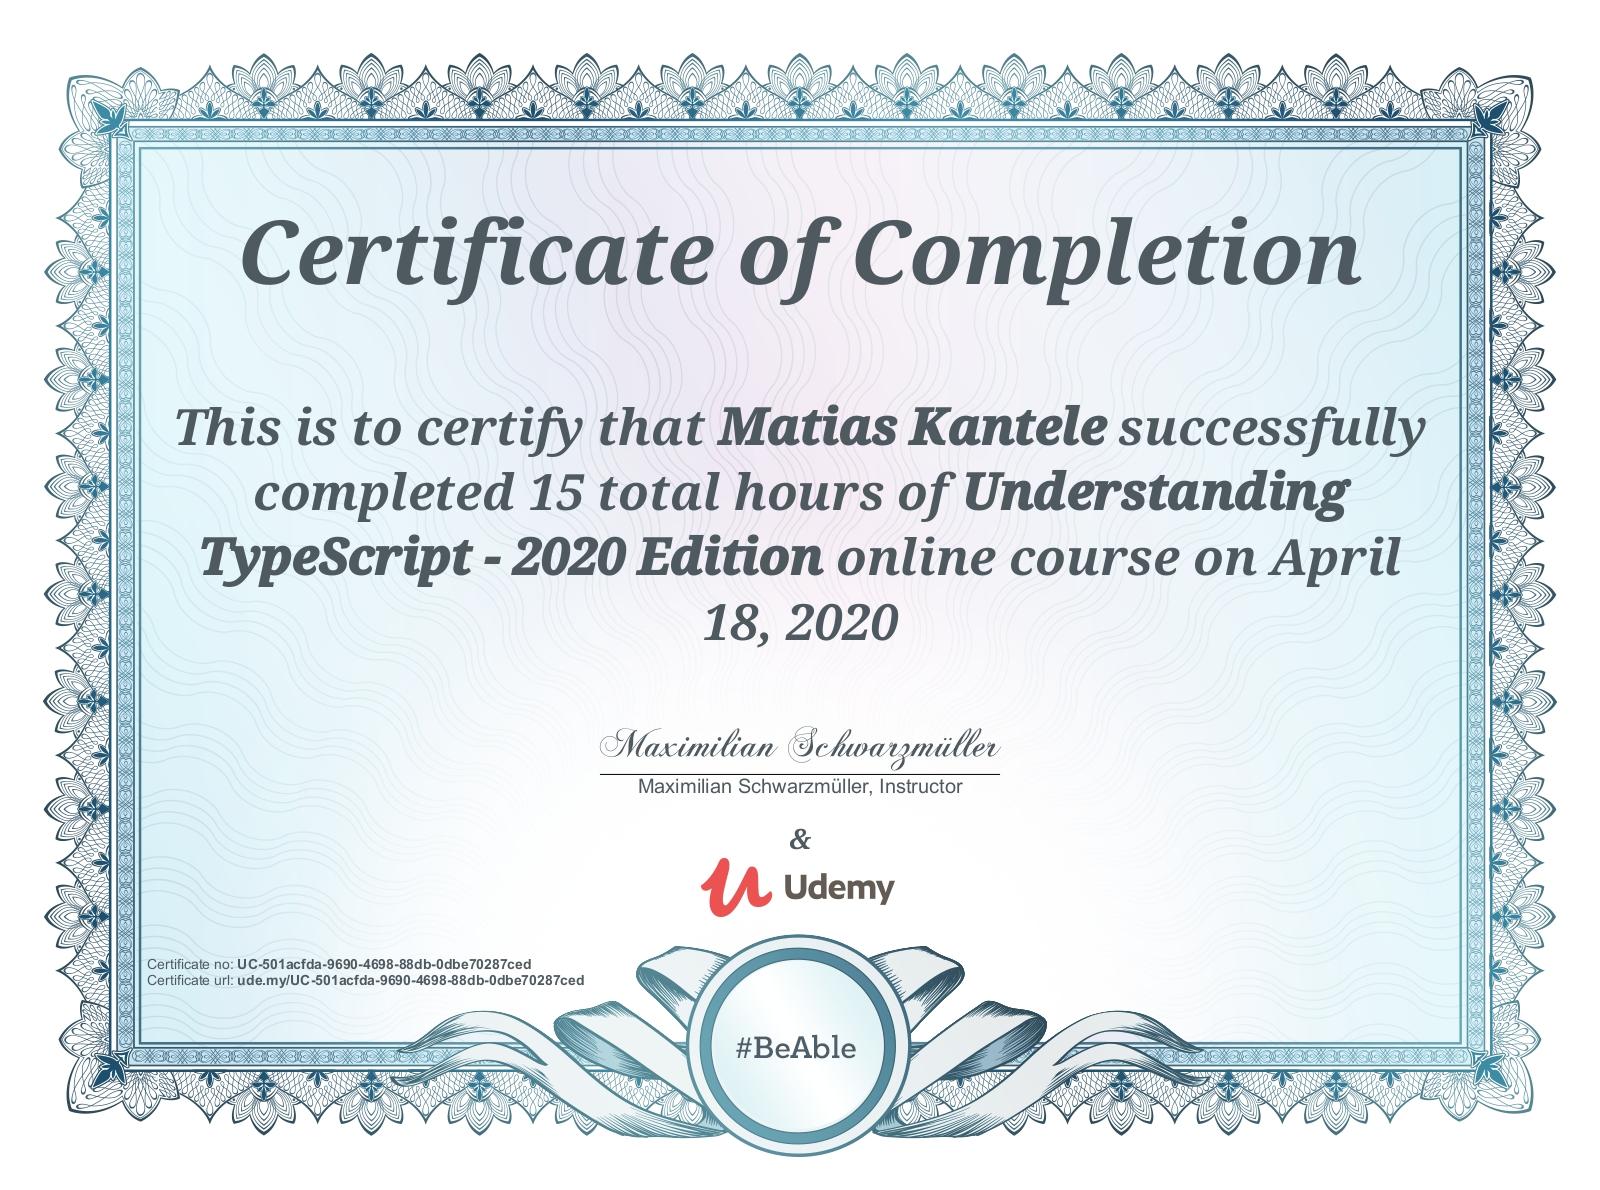 Certificate of Completion
This is to certify that Matias Kantele successfully
completed 15 total hours of Understanding
TypeScript - 2020 Edition online course on April
18, 2020
Maximilian Schwarzmüller
Maximilian Schwarzmüller, Instructor
&
Udemy
Certificate no: UC-501acfda-9690-4698-88db-0dbe70287ced
Certificate url: ude.my/UC-501acfda-9690-4698-88db-0dbe70287ced
#BeAble